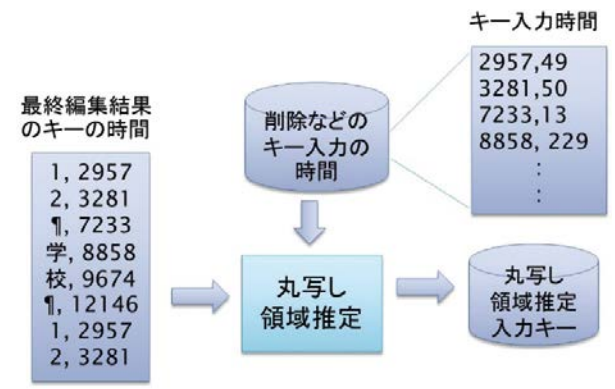 キー入力時間
2957,49
3281,50
7233,13
8858, 229
:
:
削除などの
キー入力の
時間
最終編集結果
のキーの時間
1, 2957
2, 3281
¶, 7233
学, 8858
校, 9674
¶, 12146
1, 2957
2, 3281
丸写し
領域推定
丸写し
領域推定
入力キー